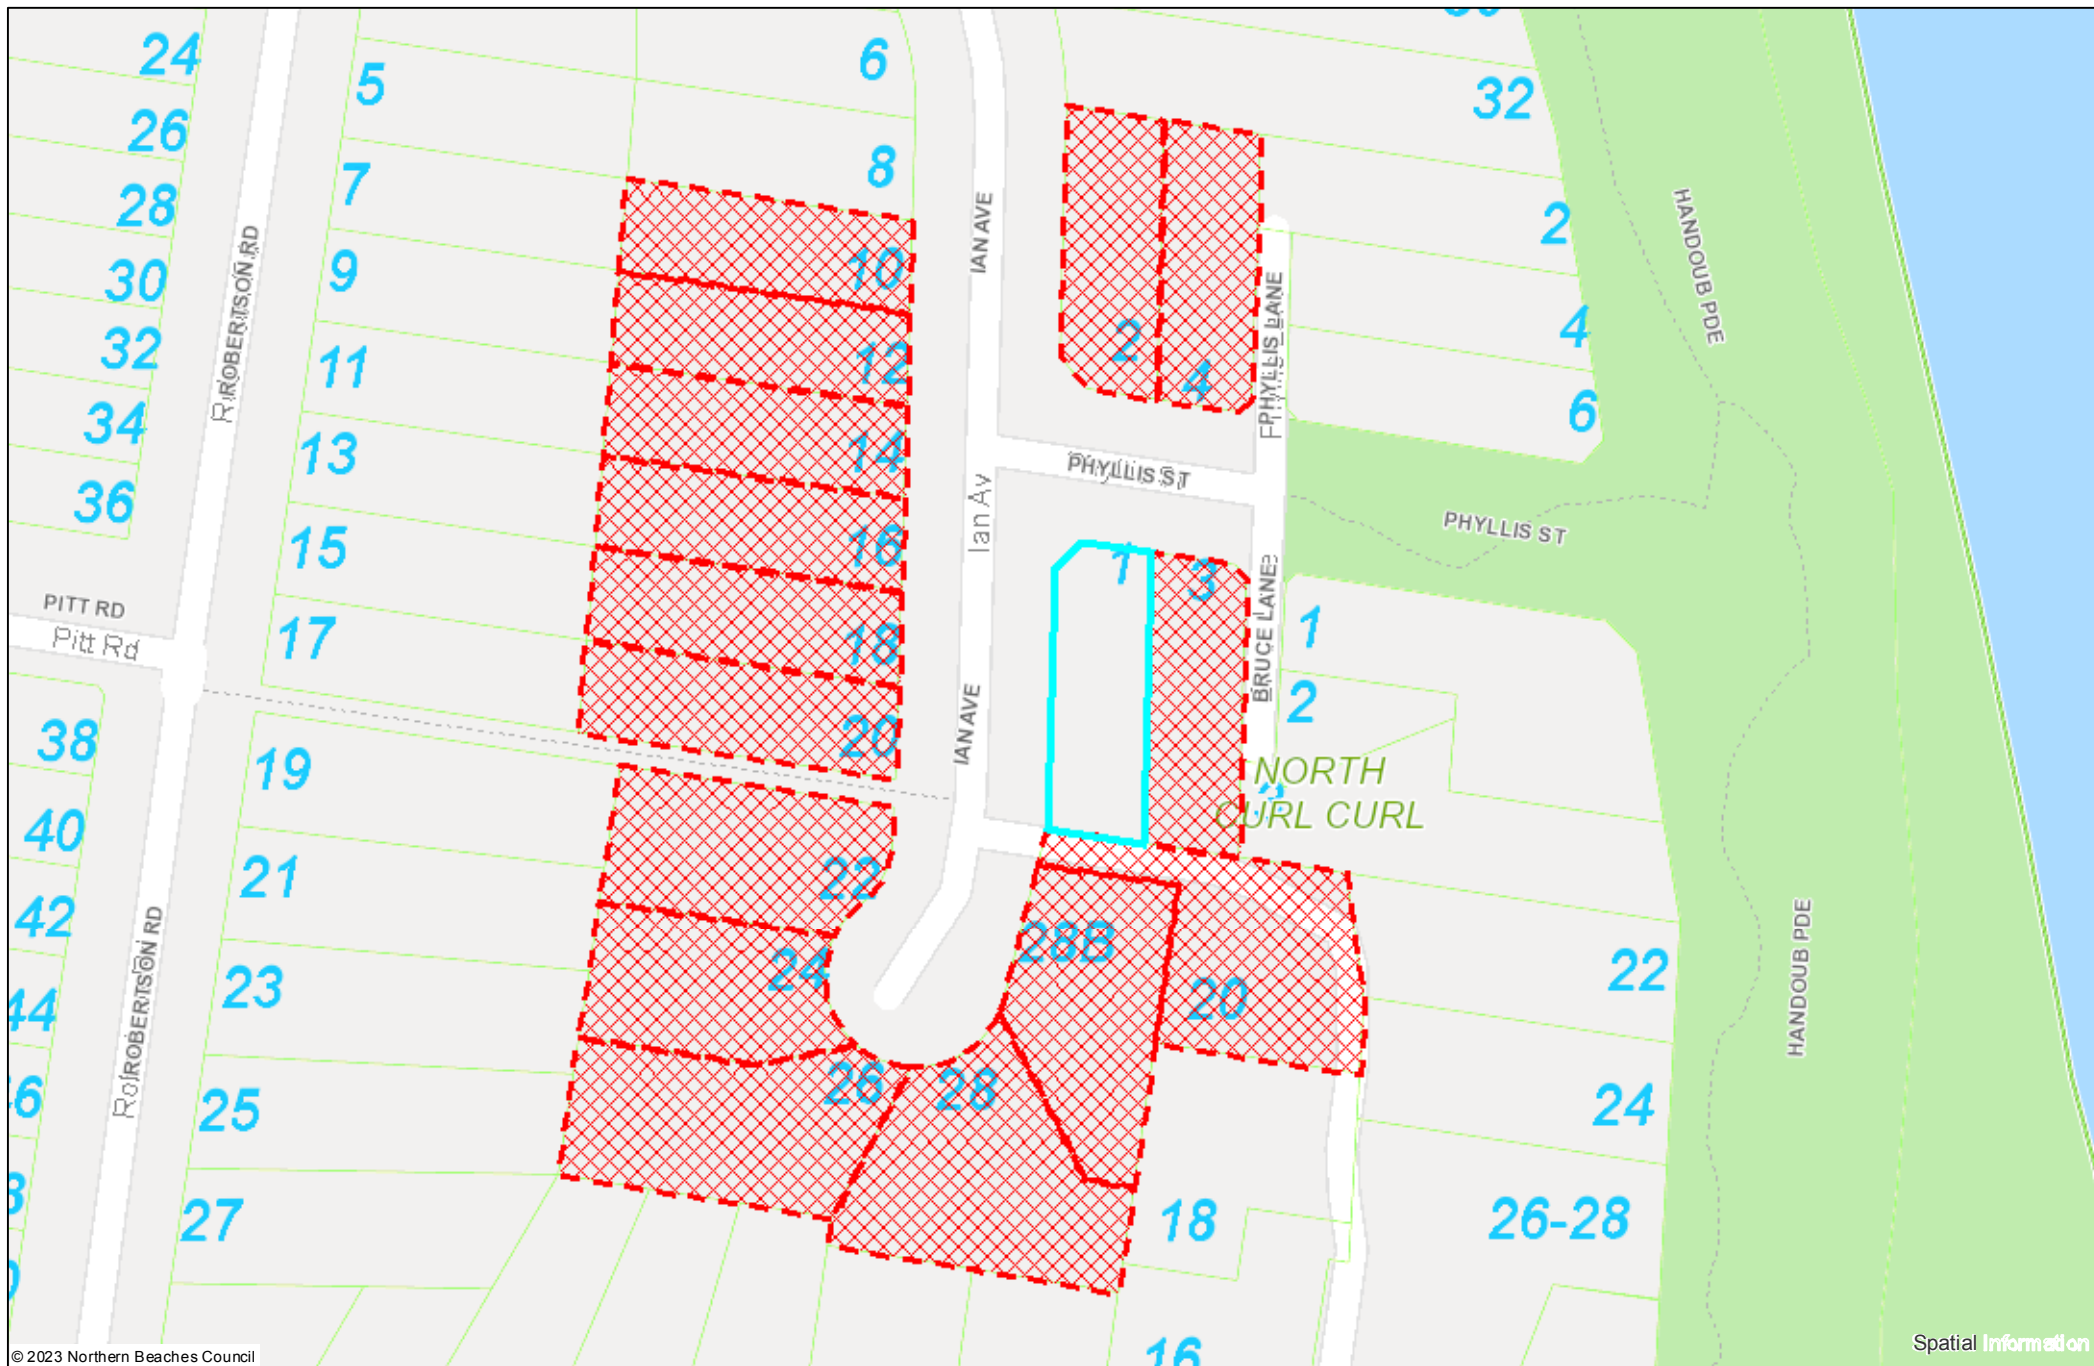 24
26
28
30
32
34
36
5
7
9
11
13
15
17
6
8
10
12
14
16
18
20
32
2
4
6
2
4
1
3
1
2
ROBERTSON RD
IAN AVE
Ian Av
IAN AVE
PHYLLIS LANE
PHYLLIS ST
PHYLLIS ST
BRUCE LANE
HANDOUB PDE
PITT RD
Pitt Rd
NORTH
CURL CURL
38
40
42
44
19
21
23
25
27
22
24
26
28
28B
20
18
16
22
24
26-28
ROBERTSON RD
HANDOUB PDE
© 2023 Northern Beaches Council
Spatial Information